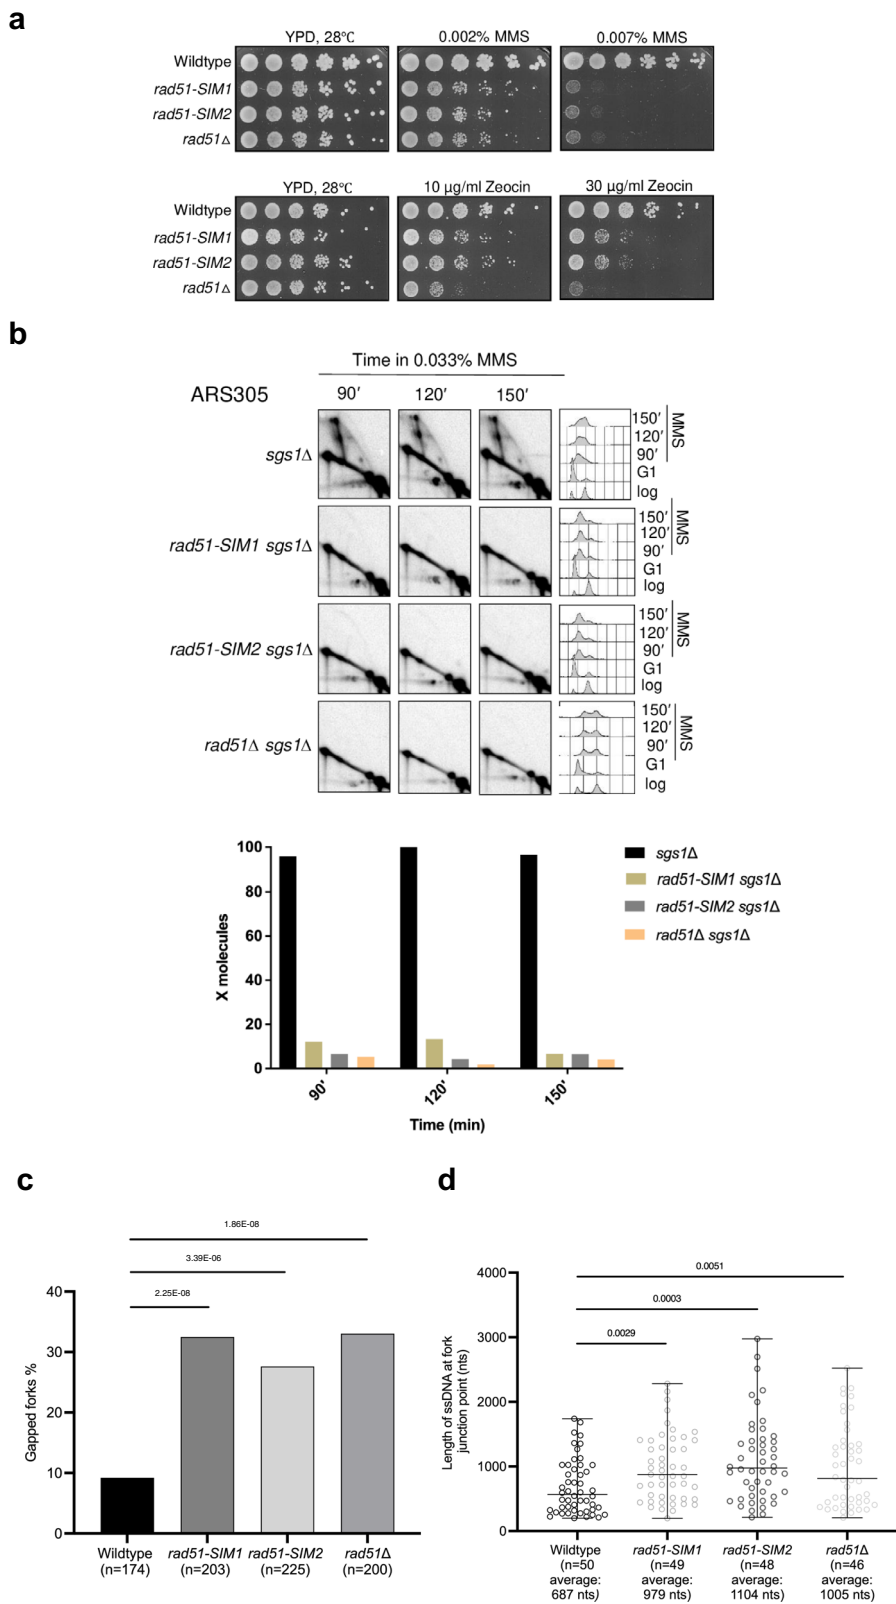 a
YPD, 28℃
0.002% MMS
0.007% MMS
Wildtype
rad51-SIM1
rad51-SIM2
rad51Δ
YPD, 28℃
10 µg/ml Zeocin
30 µg/ml Zeocin
Wildtype
rad51-SIM1
rad51-SIM2
rad51Δ
b
Time in 0.033% MMS
ARS305
90′
120′
150′
sgs1Δ
150′
120′
90′
G1
log
MMS
rad51-SIM1 sgs1Δ
150′
120′
90′
G1
log
MMS
rad51-SIM2 sgs1Δ
150′
120′
90′
G1
log
MMS
rad51Δ sgs1Δ
150′
120′
90′
G1
log
MMS
X molecules
100
80
60
40
20
0
90'
120'
150'
Time (min)
sgs1Δ
rad51-SIM1 sgs1Δ
rad51-SIM2 sgs1Δ
rad51Δ sgs1Δ
c
1.86E-08
3.39E-06
2.25E-08
Gapped forks %
40
30
20
10
0
Wildtype
(n=174)
rad51-SIM1
(n=203)
rad51-SIM2
(n=225)
rad51Δ
(n=200)
d
0.0051
0.0003
0.0029
Length of ssDNA at fork
junction point (nts)
4000
3000
2000
1000
0
Wildtype
(n=50
average:
687 nts)
rad51-SIM1
(n=49
average:
979 nts)
rad51-SIM2
(n=48
average:
1104 nts)
rad51Δ
(n=46
average:
1005 nts)